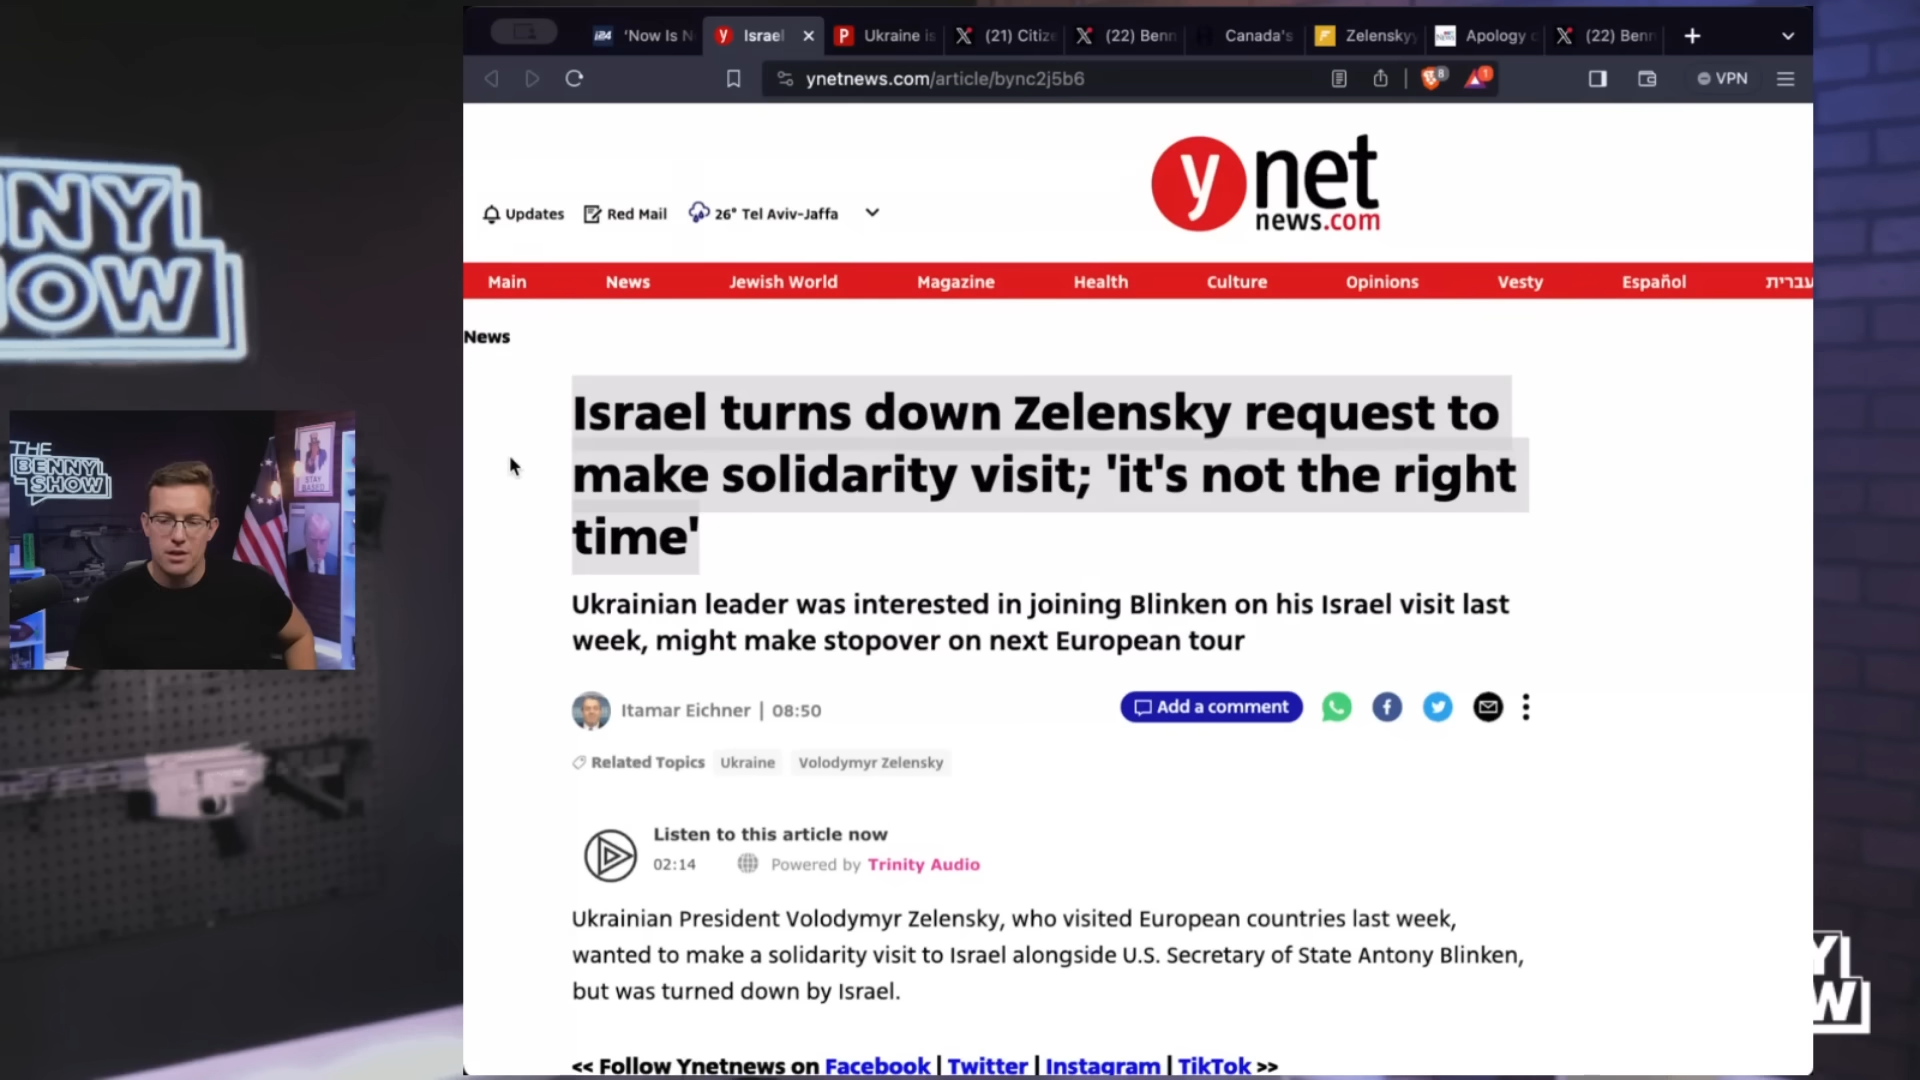 'Now Is N
Israel
Ukraine is
(21) Citize
(22) Benn
Canada's
Zelensky
Apology
(22) Benn
ynetnews.com/article/bync2j5b6
8
1
VPN
y net
news.com
Updates
Red Mail
26° Tel Aviv-Jaffa
Main
News
Jewish World
Magazine
Health
Culture
Opinions
Vesty
Español
עברית
News
Israel turns down Zelensky request to
make solidarity visit; 'it's not the right
time'
Ukrainian leader was interested in joining Blinken on his Israel visit last
week, might make stopover on next European tour
Itamar Eichner | 08:50
Add a comment
Related Topics
Ukraine
Volodymyr Zelensky
Listen to this article now
02:14
Powered by Trinity Audio
Ukrainian President Volodymyr Zelensky, who visited European countries last week,
wanted to make a solidarity visit to Israel alongside U.S. Secretary of State Antony Blinken,
but was turned down by Israel.
<< Follow Ynetnews on Facebook | Twitter | Instagram | TikTok >>
NNY
HOW
THE
BENNY
SHOW
STAY
BASED
Y
W